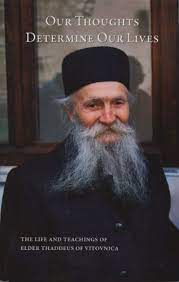 OUR THOUGHTS
DETERMINE OUR LIVES
THE LIFE AND TEACHINGS OF
ELDER THADDEUS OF VITOVNICA